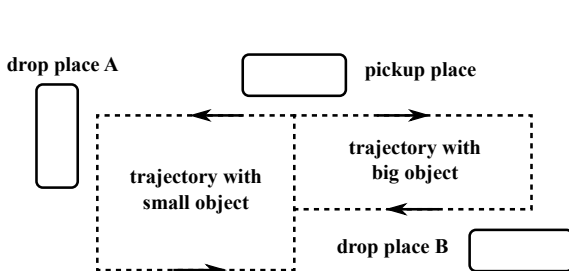 drop place A
pickup place
trajectory with
small object
trajectory with
big object
drop place B